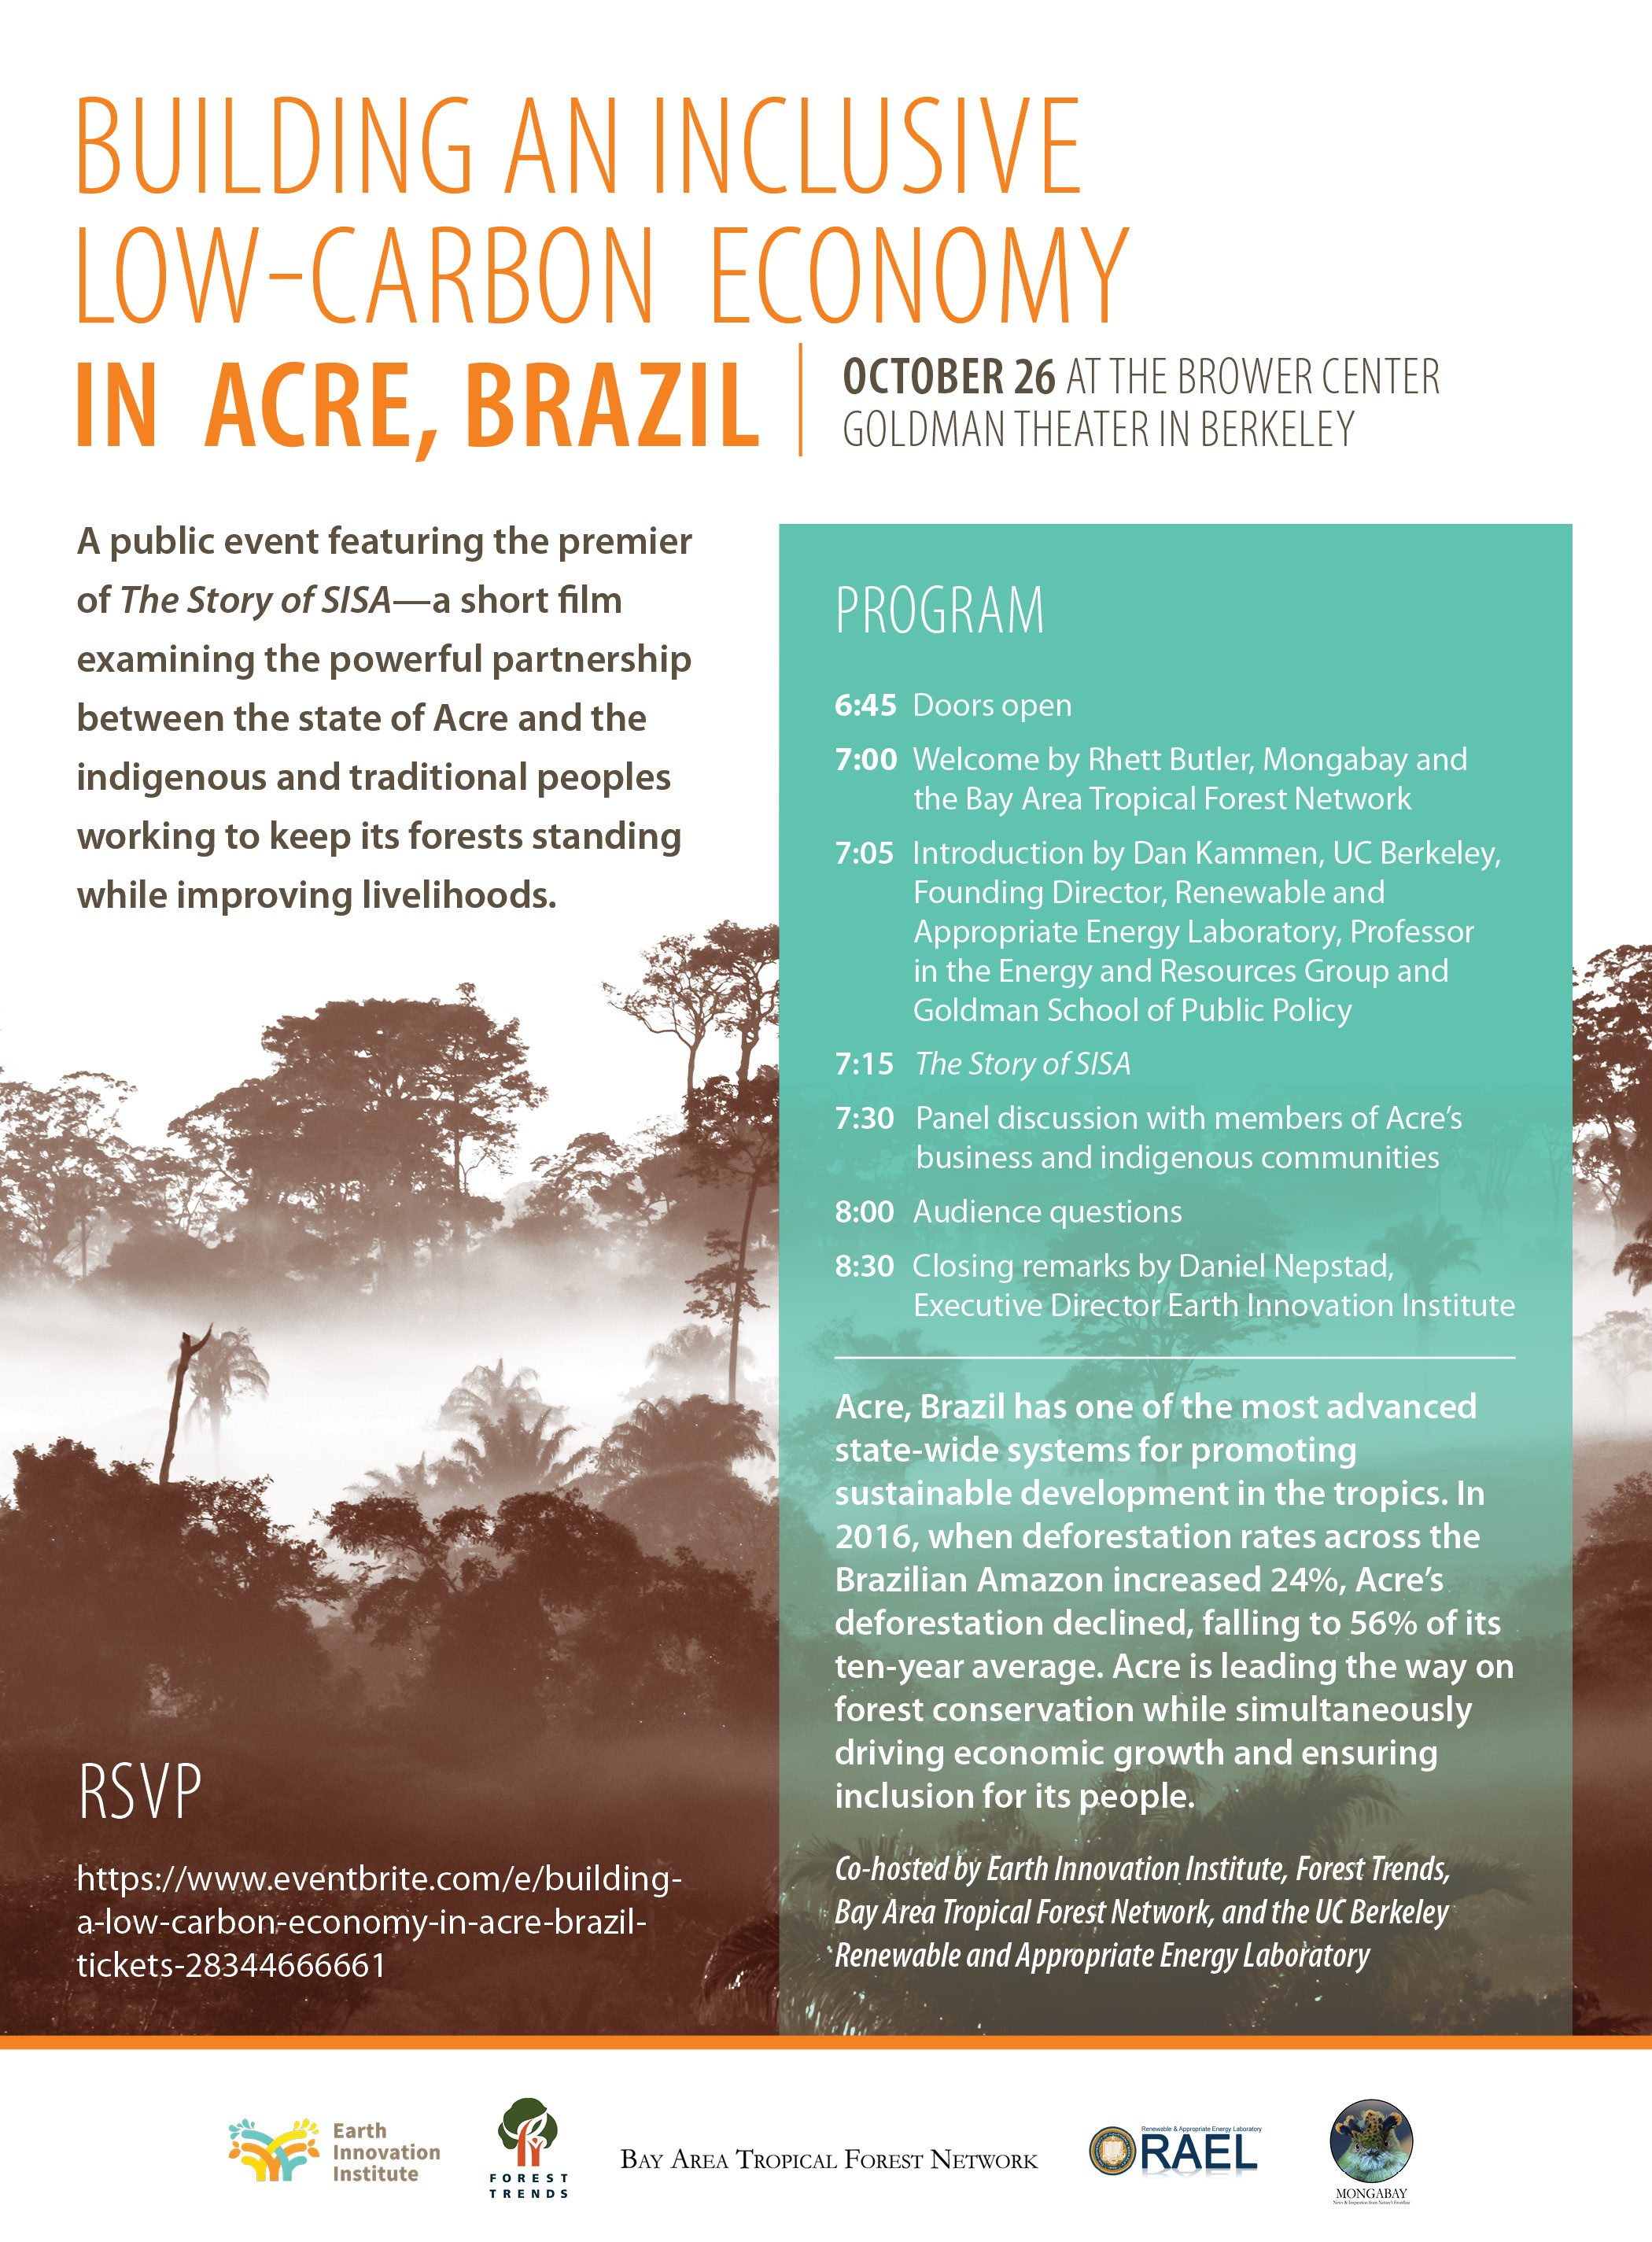 BUILDING AN INCLUSIVE
LOW-CARBON ECONOMY
IN ACRE, BRAZIL
OCTOBER 26 AT THE BROWER CENTER
GOLDMAN THEATER IN BERKELEY
A public event featuring the premier
of The Story of SISA—a short film
examining the powerful partnership
between the state of Acre and the
indigenous and traditional peoples
working to keep its forests standing
while improving livelihoods.
PROGRAM
6:45 Doors open
7:00 Welcome by Rhett Butler, Mongabay and
the Bay Area Tropical Forest Network
7:05 Introduction by Dan Kammen, UC Berkeley,
Founding Director, Renewable and
Appropriate Energy Laboratory, Professor
in the Energy and Resources Group and
Goldman School of Public Policy
7:15 The Story of SISA
7:30 Panel discussion with members of Acre’s
business and indigenous communities
8:00 Audience questions
8:30 Closing remarks by Daniel Nepstad,
Executive Director Earth Innovation Institute
Acre, Brazil has one of the most advanced
state-wide systems for promoting
sustainable development in the tropics. In
2016, when deforestation rates across the
Brazilian Amazon increased 24%, Acre’s
deforestation declined, falling to 56% of its
ten-year average. Acre is leading the way on
forest conservation while simultaneously
driving economic growth and ensuring
inclusion for its people.
Co-hosted by Earth Innovation Institute, Forest Trends,
Bay Area Tropical Forest Network, and the UC Berkeley
Renewable and Appropriate Energy Laboratory
RSVP
https://www.eventbrite.com/e/building-
a-low-carbon-economy-in-acre-brazil-
tickets-28344666661
Earth
Innovation
Institute
FOREST
TRENDS
BAY AREA TROPICAL FOREST NETWORK
Renewable & Appropriate Energy Laboratory
RAEL
MONGABAY
News & Inspiration from Nature's Frontline